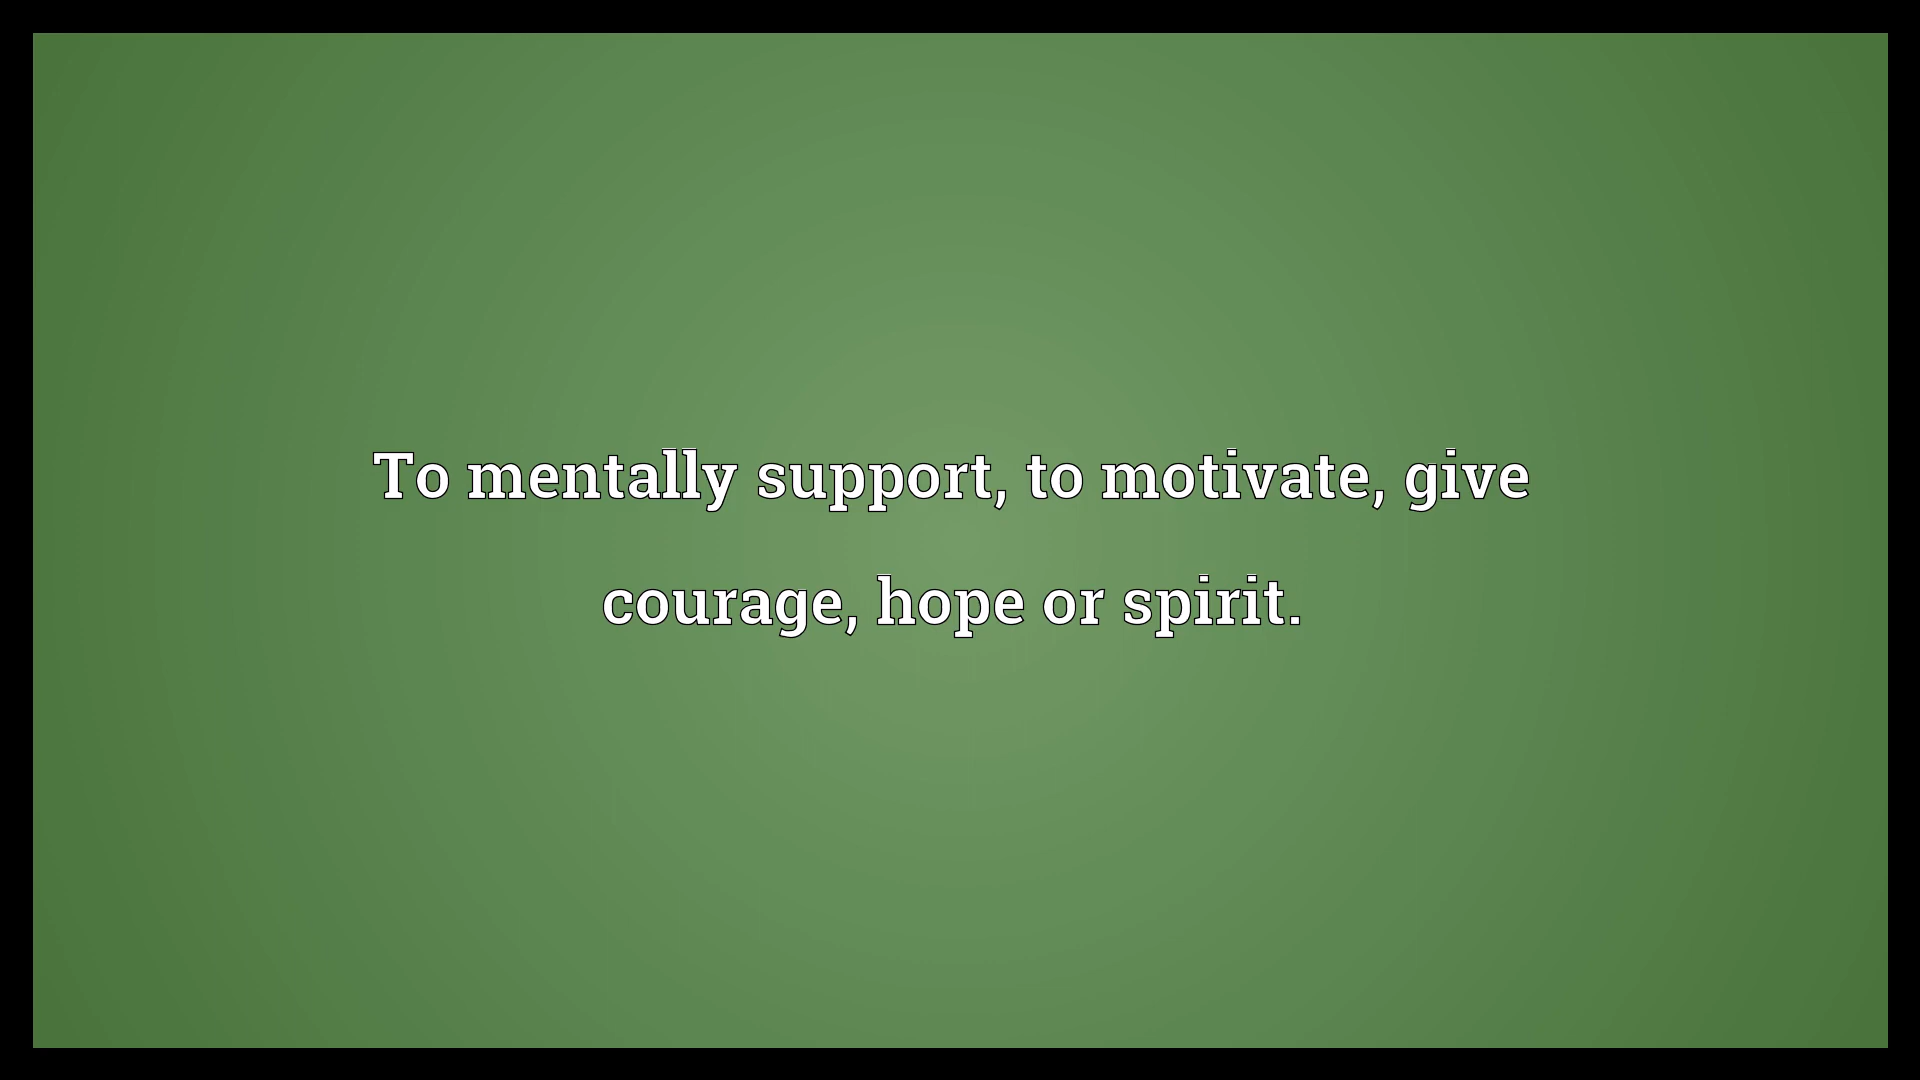 To mentally support, to motivate, give
courage, hope or spirit.